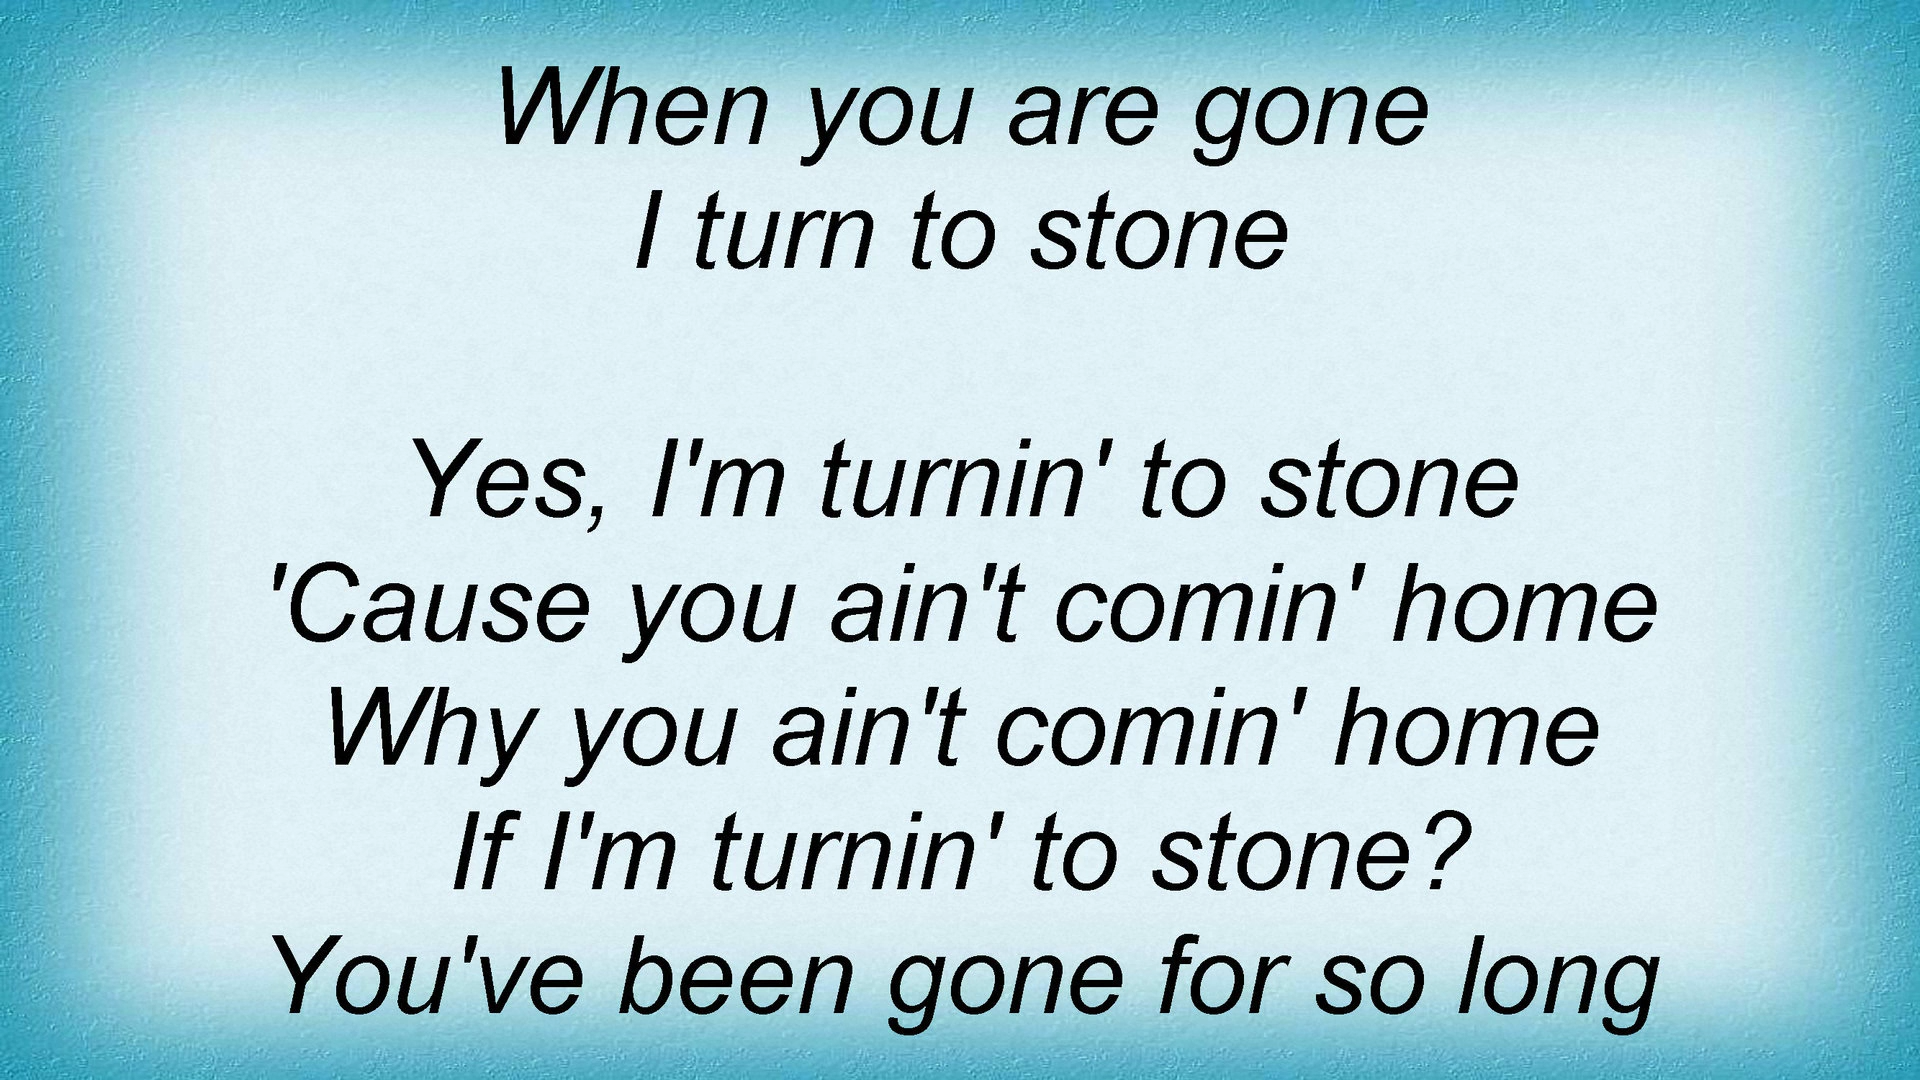 When you are gone
I turn to stone
Yes, I'm turnin' to stone
'Cause you ain't comin' home
Why you ain't comin' home
If I'm turnin' to stone?
You've been gone for so long